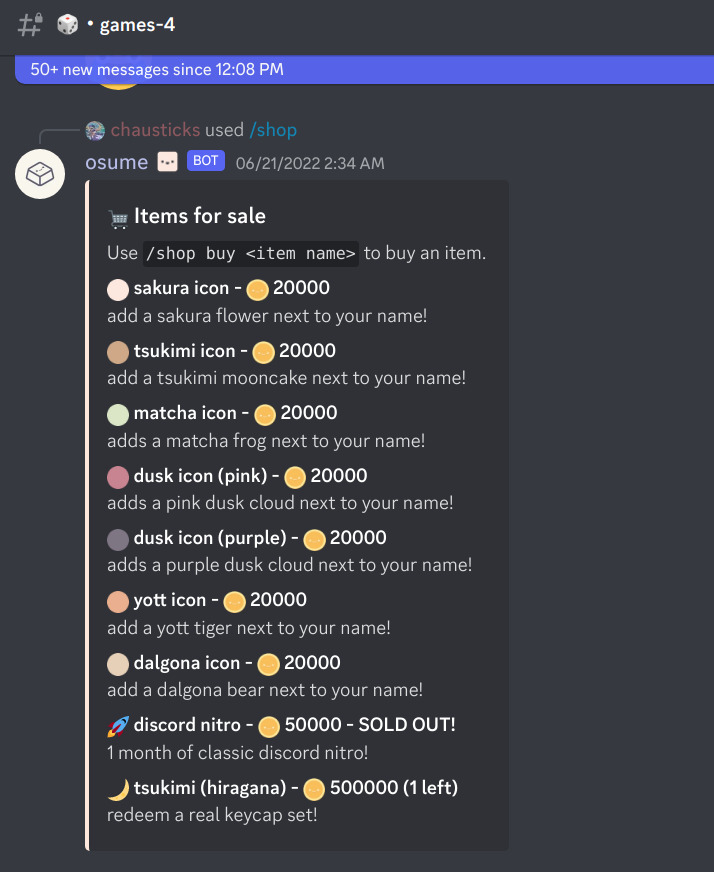 • games-4
50+ new messages since 12:08 PM
chausticks used /shop
osume BOT 06/21/2022 2:34 AM
Items for sale
Use /shop buy <item name> to buy an item.
sakura icon - 20000
add a sakura flower next to your name!
tsukimi icon - 20000
add a tsukimi mooncake next to your name!
matcha icon - 20000
adds a matcha frog next to your name!
dusk icon (pink) - 20000
adds a pink dusk cloud next to your name!
dusk icon (purple) - 20000
adds a purple dusk cloud next to your name!
yott icon - 20000
add a yott tiger next to your name!
dalgona icon - 20000
add a dalgona bear next to your name!
discord nitro - 50000 - SOLD OUT!
1 month of classic discord nitro!
tsukimi (hiragana) - 500000 (1 left)
redeem a real keycap set!